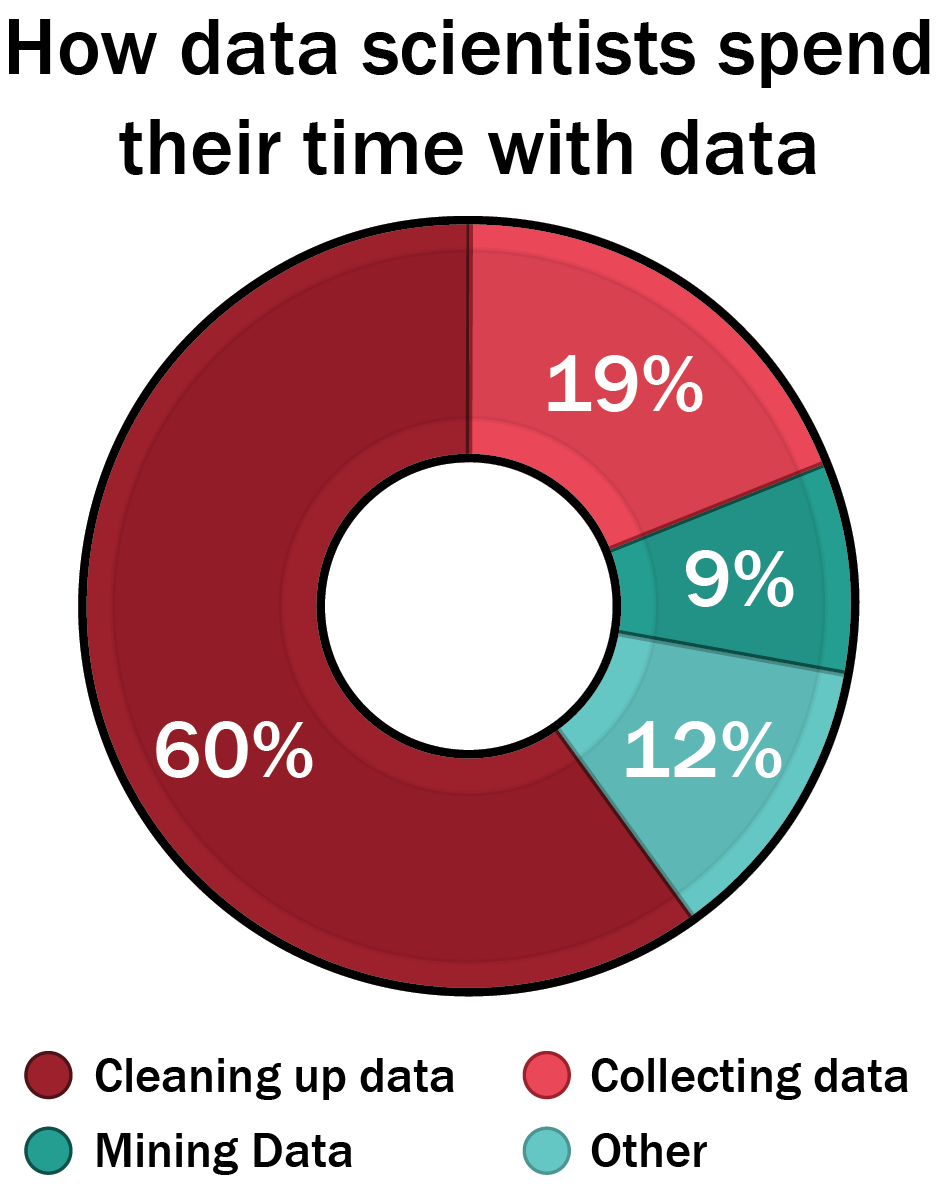 How data scientists spend
their time with data
19%
9%
60%
12%
Cleaning up data
Collecting data
Mining Data
Other